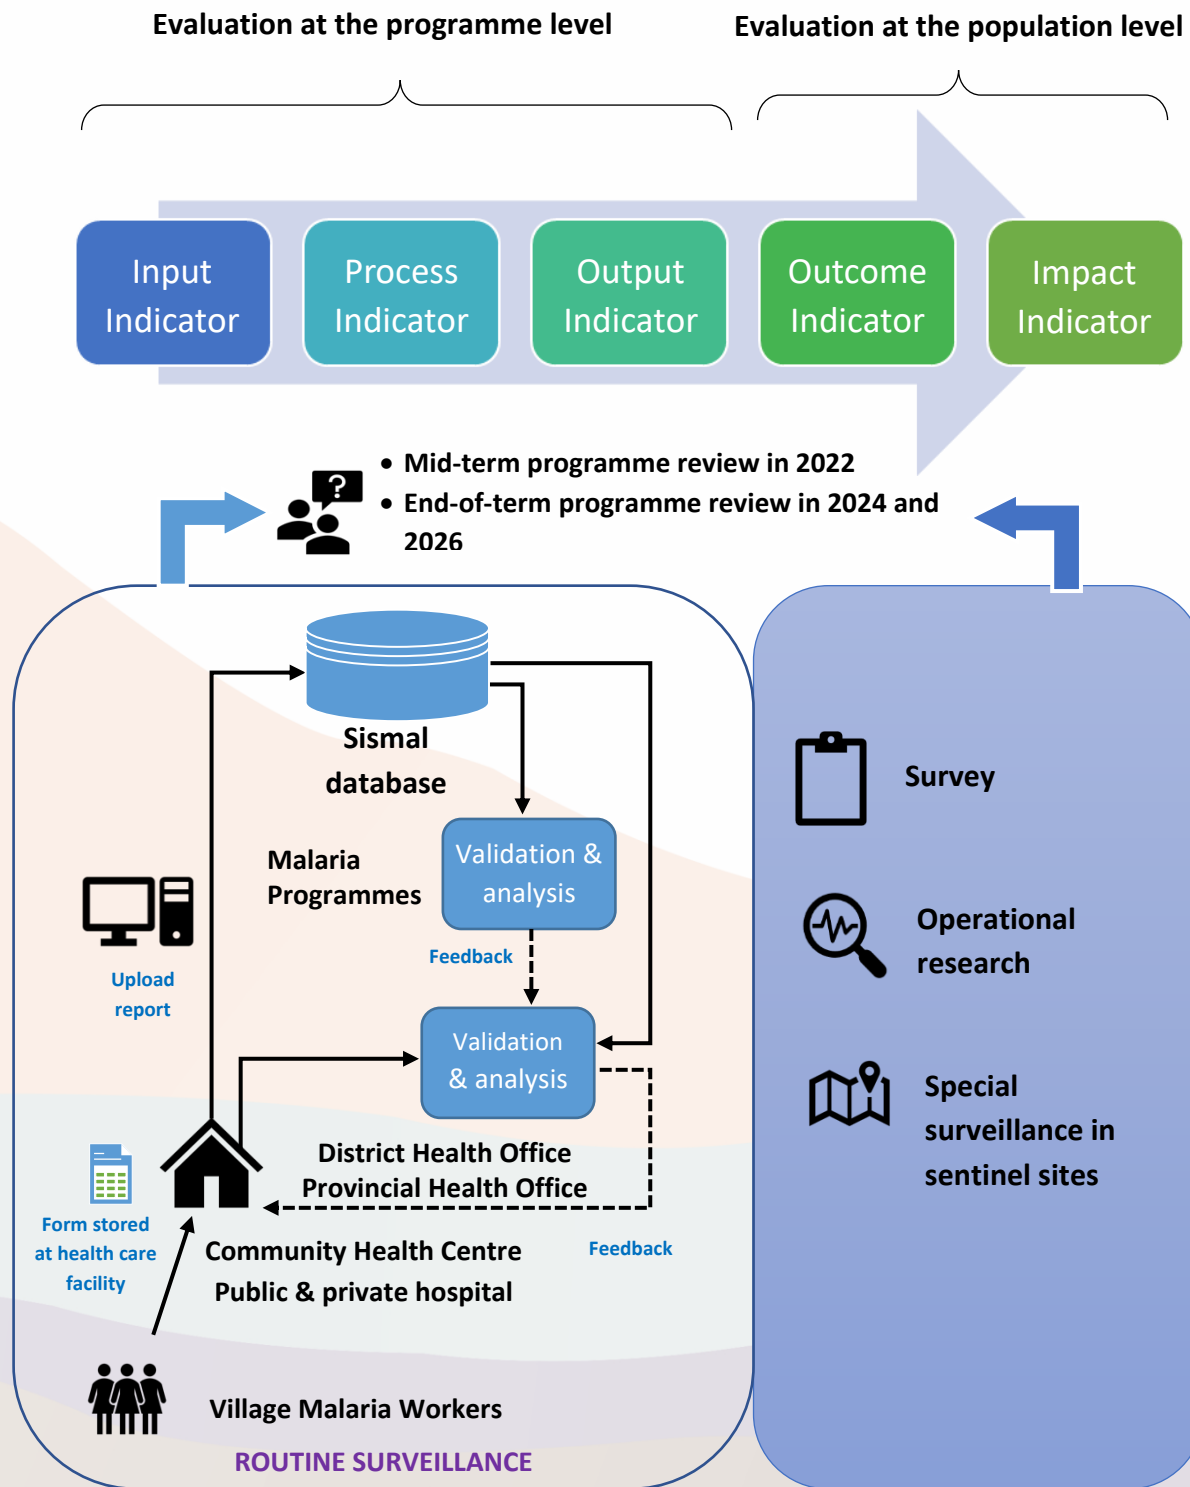 Evaluation at the programme level
Evaluation at the population level
Input
Indicator
Process
Indicator
Output
Indicator
Outcome
Indicator
Impact
Indicator
?
• Mid-term programme review in 2022
• End-of-term programme review in 2024 and
2026
Sismal
database
Malaria
Programmes
Validation &
analysis
Upload
report
Feedback
Validation
& analysis
District Health Office
Provincial Health Office
Form stored
at health care
facility
Community Health Centre
Public & private hospital
Feedback
Village Malaria Workers
ROUTINE SURVEILLANCE
Survey
Operational
research
Special
surveillance in
sentinel sites